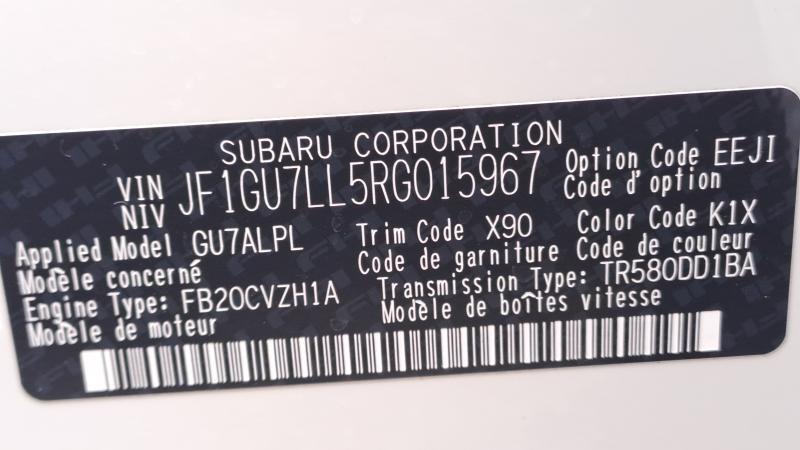 SUBARU CORPORATION
VIN
NIV
JF1GU7LL5RG015967
Option Code EEJI
Code d'option
Applied Model GU7ALPL
Modèle concerné
Trim Code X90
Code de garniture
Color Code K1X
Code de couleur
Engine Type: FB20CVZH1A
Modèle de moteur
Transmission Type: TR580DD1BA
Modèle de boîtes vitesse